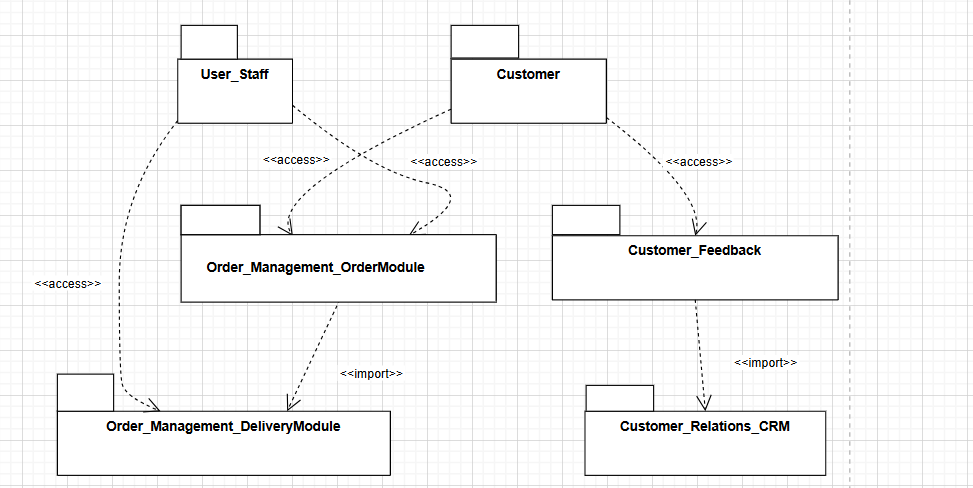 User_Staff
Customer
<<access>>
<<access>>
<<access>>
Order_Management_OrderModule
Customer_Feedback
<<access>>
<<import>>
<<import>>
Order_Management_DeliveryModule
Customer_Relations_CRM